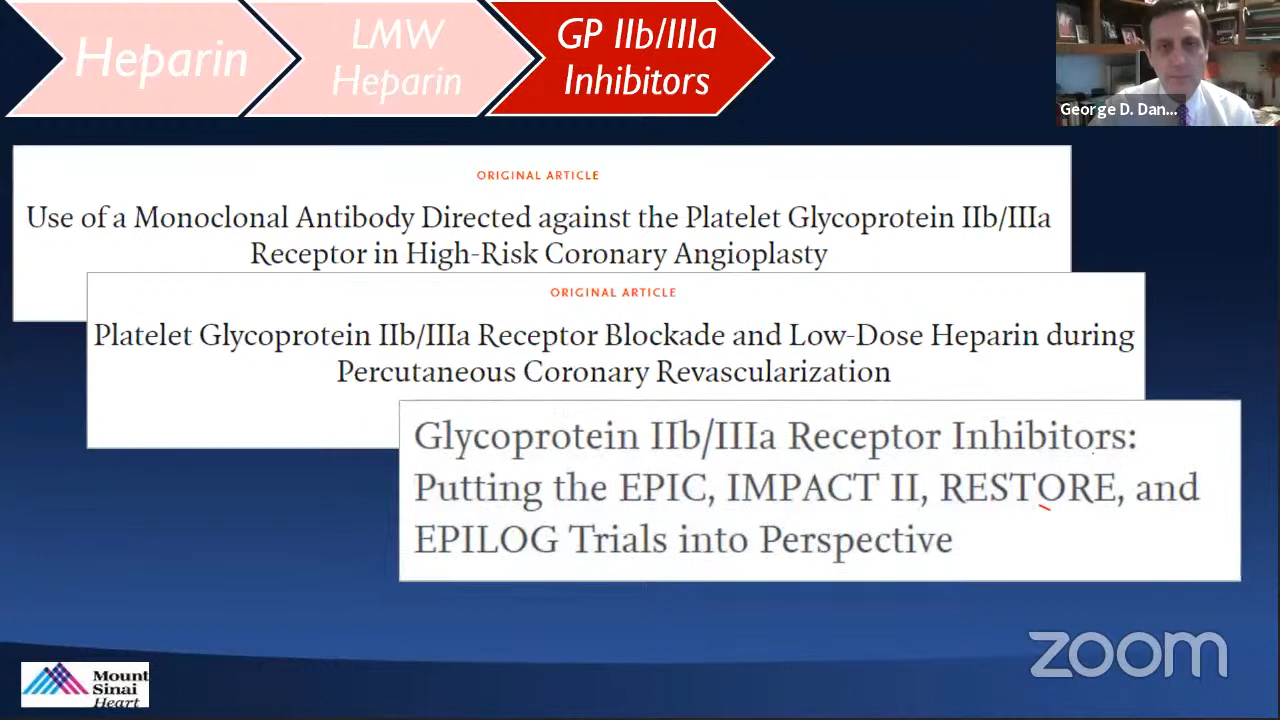 Heparin
LMW
Heparin
GP IIb/IIIa
Inhibitors
George D. Dan...
ORIGINAL ARTICLE
Use of a Monoclonal Antibody Directed against the Platelet Glycoprotein IIb/IIIa
Receptor in High-Risk Coronary Angioplasty
ORIGINAL ARTICLE
Platelet Glycoprotein IIb/IIIa Receptor Blockade and Low-Dose Heparin during
Percutaneous Coronary Revascularization
Glycoprotein IIb/IIIa Receptor Inhibitors:
Putting the EPIC, IMPACT II, RESTORE, and
EPILOG Trials into Perspective
zoom
Mount
Sinai
Heart